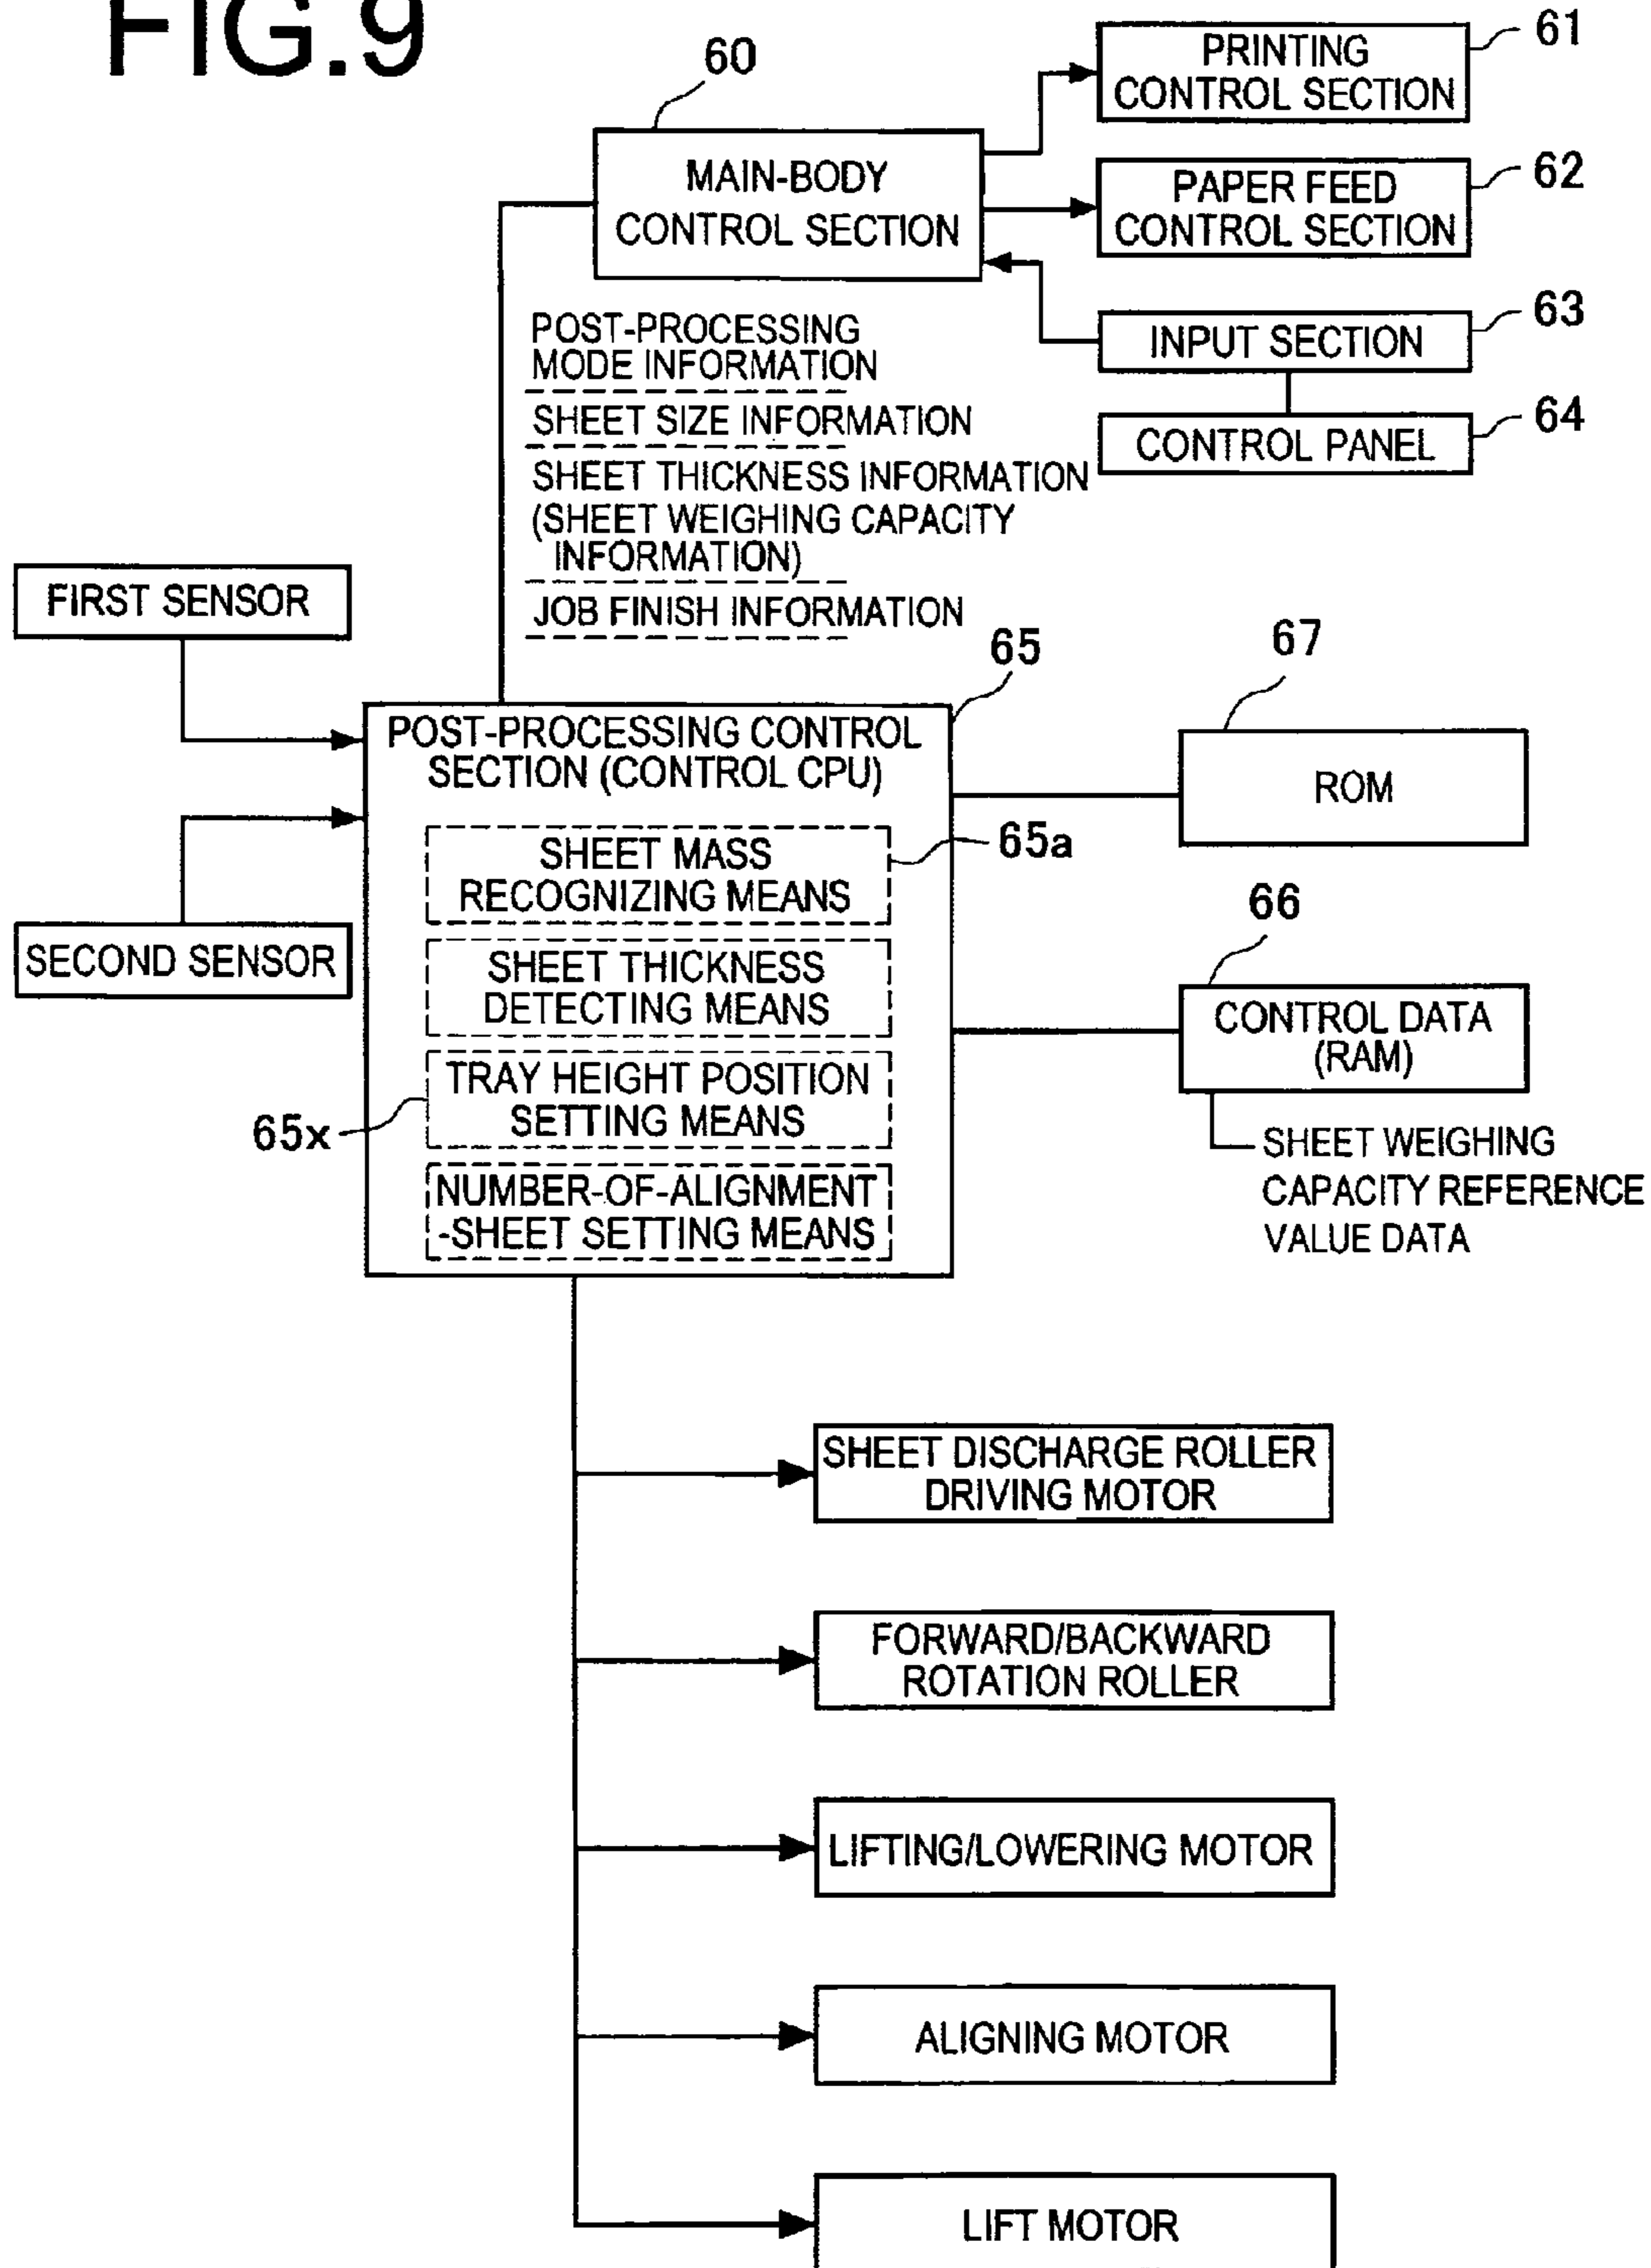 FIG.9
60
61
PRINTING
CONTROL SECTION
MAIN-BODY
CONTROL SECTION
62
PAPER FEED
CONTROL SECTION
63
INPUT SECTION
64
CONTROL PANEL
POST-PROCESSING
MODE INFORMATION
SHEET SIZE INFORMATION
SHEET THICKNESS INFORMATION
(SHEET WEIGHING CAPACITY
INFORMATION)
JOB FINISH INFORMATION
FIRST SENSOR
SECOND SENSOR
65
POST-PROCESSING CONTROL
SECTION (CONTROL CPU)
65a
SHEET MASS
RECOGNIZING MEANS
SHEET THICKNESS
DETECTING MEANS
65x
TRAY HEIGHT POSITION
SETTING MEANS
NUMBER-OF-ALIGNMENT
-SHEET SETTING MEANS
67
ROM
66
CONTROL DATA
(RAM)
SHEET WEIGHING
CAPACITY REFERENCE
VALUE DATA
SHEET DISCHARGE ROLLER
DRIVING MOTOR
FORWARD/BACKWARD
ROTATION ROLLER
LIFTING/LOWERING MOTOR
ALIGNING MOTOR
LIFT MOTOR